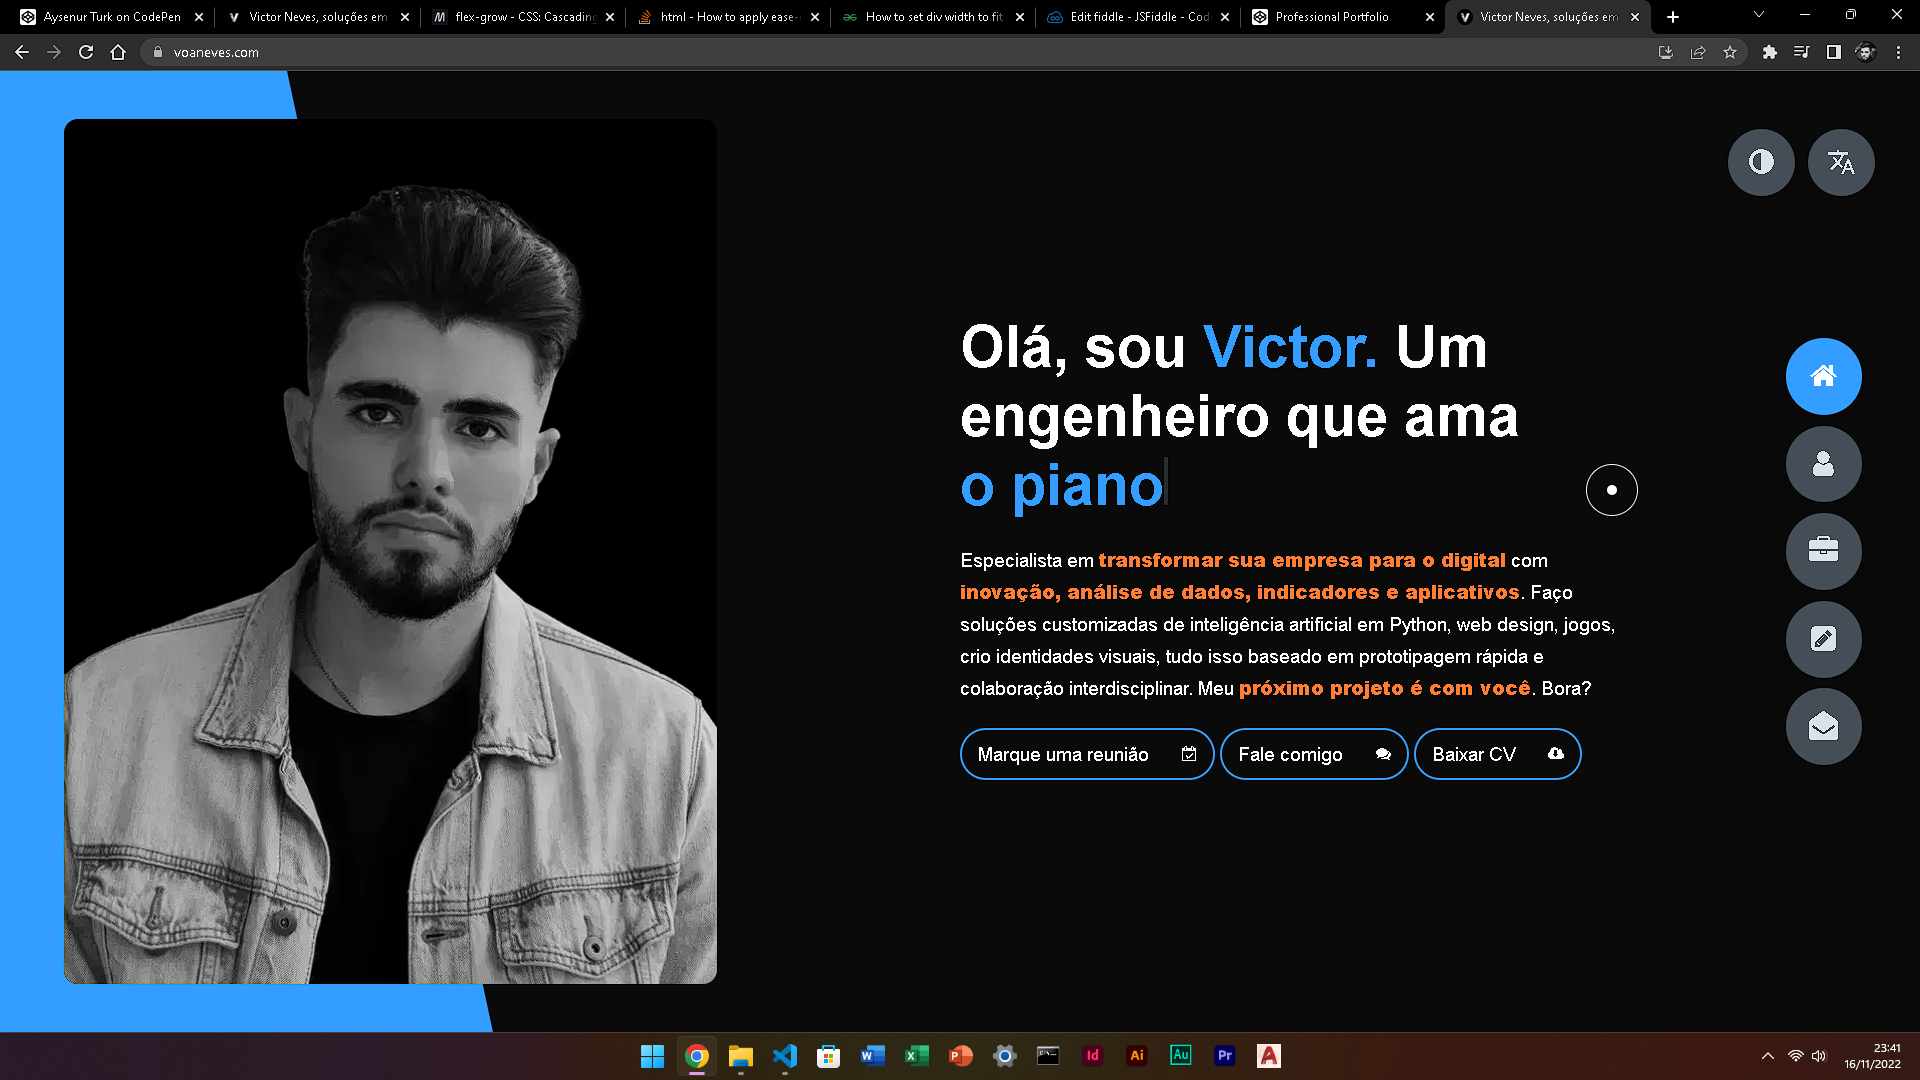 Aysenur Turk on CodePen
Victor Neves, soluções em
flex-grow - CSS: Cascading
html - How to apply ease-
How to set div width to fit
Edit fiddle - JSFiddle - Cod
Professional Portfolio
Victor Neves, soluções em
voaneves.com
Olá, sou Victor. Um
engenheiro que ama
o piano
Especialista em transformar sua empresa para o digital com
inovação, análise de dados, indicadores e aplicativos. Faço
soluções customizadas de inteligência artificial em Python, web design, jogos,
crio identidades visuais, tudo isso baseado em prototipagem rápida e
colaboração interdisciplinar. Meu próximo projeto é com você. Bora?
Marque uma reunião
Fale comigo
Baixar CV
Id
Ai
Au
Pr
23:41
16/11/2022